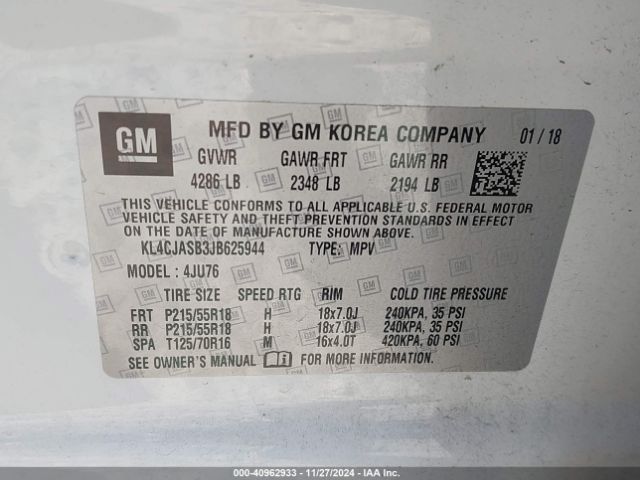 GM MFD BY GM KOREA COMPANY 01/18
GVWR GAWR FRT GAWR RR
4286 LB 2348 LB 2194 LB
THIS VEHICLE CONFORMS TO ALL APPLICABLE U.S. FEDERAL MOTOR
VEHICLE SAFETY AND THEFT PREVENTION STANDARDS IN EFFECT
ON THE DATE OF MANUFACTURE SHOWN ABOVE.
KL4CJASB3JB625944 TYPE: MPV
MODEL : 4JU76
TIRE SIZE SPEED RTG RIM COLD TIRE PRESSURE
FRT P215/55R18 H 18x7.0J 240KPA, 35 PSI
RR P215/55R18 H 18x7.0J 240KPA, 35 PSI
SPA T125/70R16 M 16x4.0T 420KPA, 60 PSI
SEE OWNER'S MANUAL FOR MORE INFORMATION.
000-40962933 - 11/27/2024 - IAA Inc.